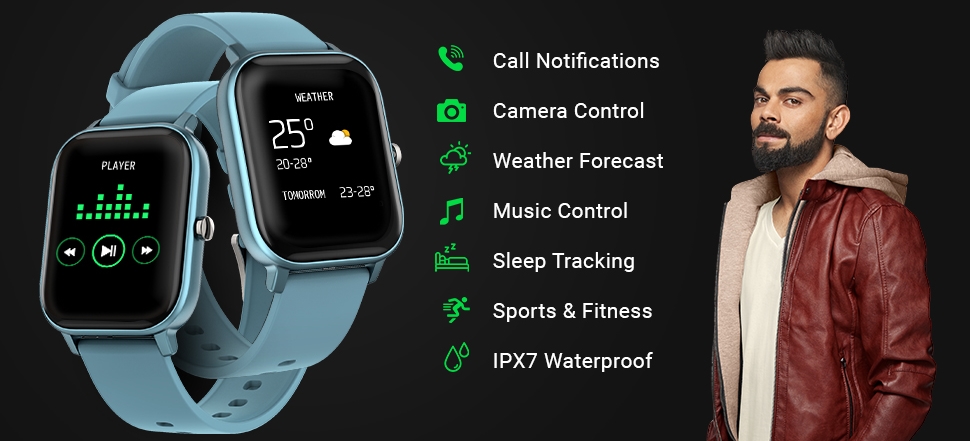 PLAYER
WEATHER
25°
20-28°
TOMORROM 23-28°
Call Notifications
Camera Control
Weather Forecast
Music Control
Sleep Tracking
Sports & Fitness
IPX7 Waterproof